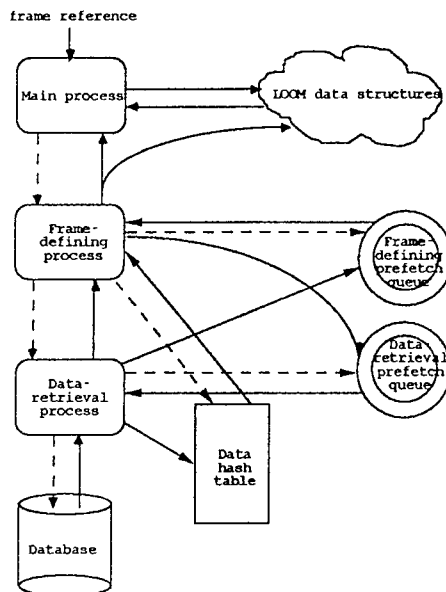 frame reference
Main process
LOOM data structures
Frame-
defining
process
Frame-
defining
prefetch
queue
Data-
retrieval
prefetch
queue
Data-
retrieval
process
Data
hash
table
Database